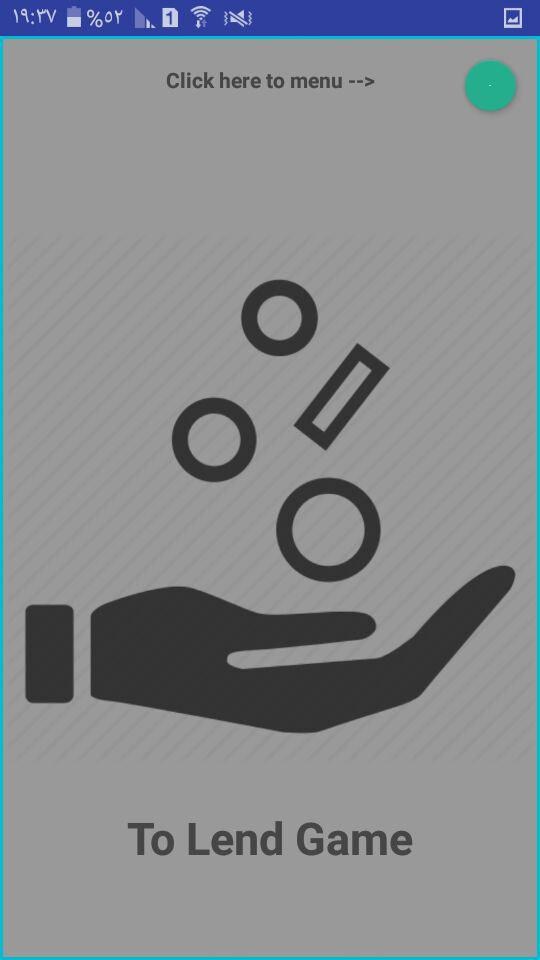 ١٩:٣٧ %٥٢ 1
Click here to menu -->
To Lend Game